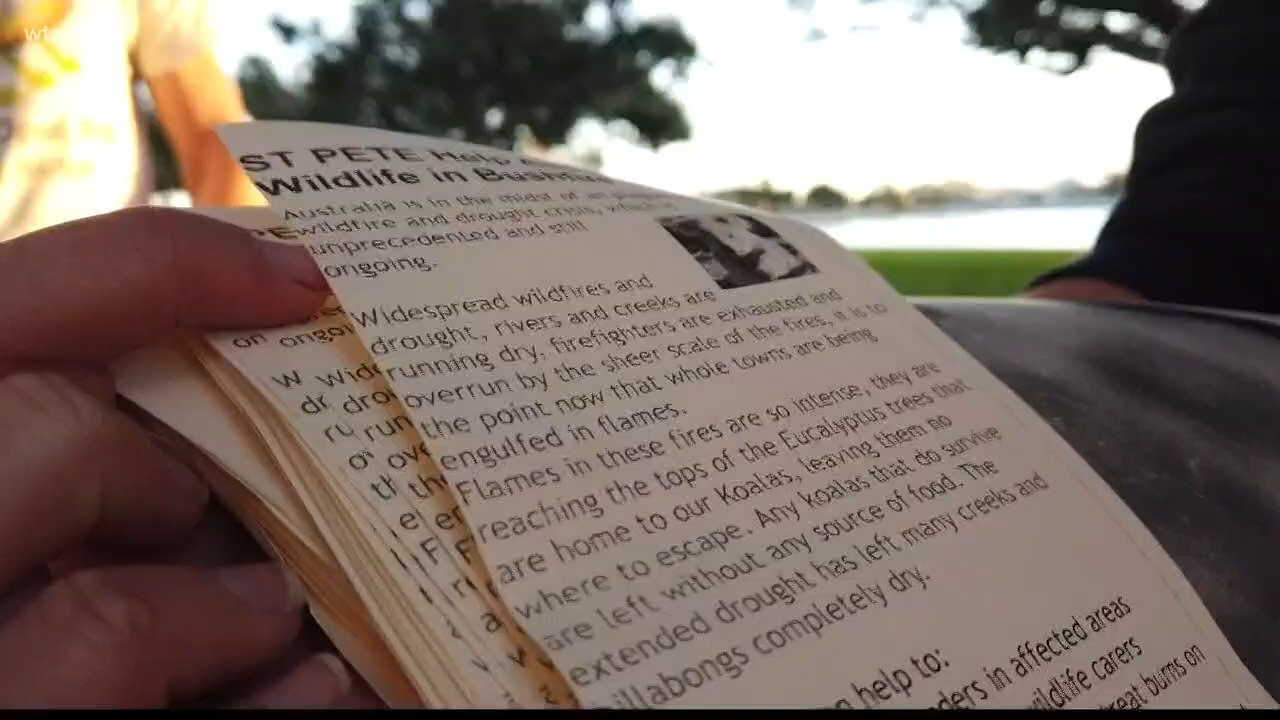 ST PETE Help
Wildlife in
Australia is in the midst of
wildfire and drought crisis,
unprecedented and still
ongoing.
Widespread wildfires and
drought, rivers and creeks are
running dry, firefighters are exhausted and
overrun by the sheer scale of the fires, it is to
the point now that whole towns are being
engulfed in flames.
Flames in these fires are so intense, they are
reaching the tops of the Eucalyptus trees that
are home to our Koalas, leaving them no
where to escape. Any koalas that do survive
are left without any source of food. The
extended drought has left many creeks and
billabongs completely dry.
help to:
in affected areas
wildlife carers
burns on
on ongoi